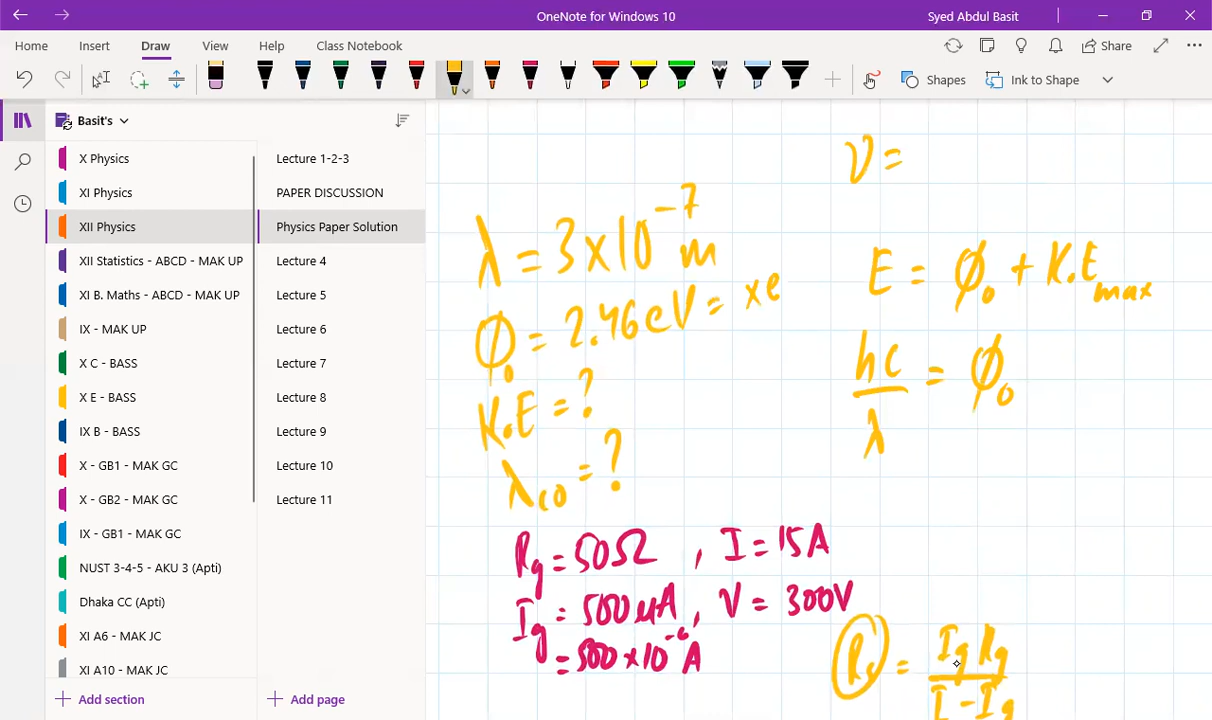 OneNote for Windows 10
Syed Abdul Basit
Home Insert Draw View Help Class Notebook
Share
Shapes
Ink to Shape
Basit's
X Physics
XI Physics
XII Physics
XII Statistics - ABCD - MAK UP
XI B. Maths - ABCD - MAK UP
IX - MAK UP
X C - BASS
X E - BASS
IX B - BASS
X - GB1 - MAK GC
X - GB2 - MAK GC
IX - GB1 - MAK GC
NUST 3-4-5 - AKU 3 (Apti)
Dhaka CC (Apti)
XI A6 - MAK JC
XI A10 - MAK JC
Add section
Lecture 1-2-3
PAPER DISCUSSION
Physics Paper Solution
Lecture 4
Lecture 5
Lecture 6
Lecture 7
Lecture 8
Lecture 9
Lecture 10
Lecture 11
Add page
λ = 3×10⁻⁷ m
ϕ₀ = 2.46eV = xe
K.E = ?
λco = ?
ν =
E = ϕ₀ + K.Emax
hc/λ = ϕ₀
Rg = 50Ω , I = 15A
Ig = 500μA , V = 300V
= 500×10⁻⁶ A
Rs = IgRg / I - Ig